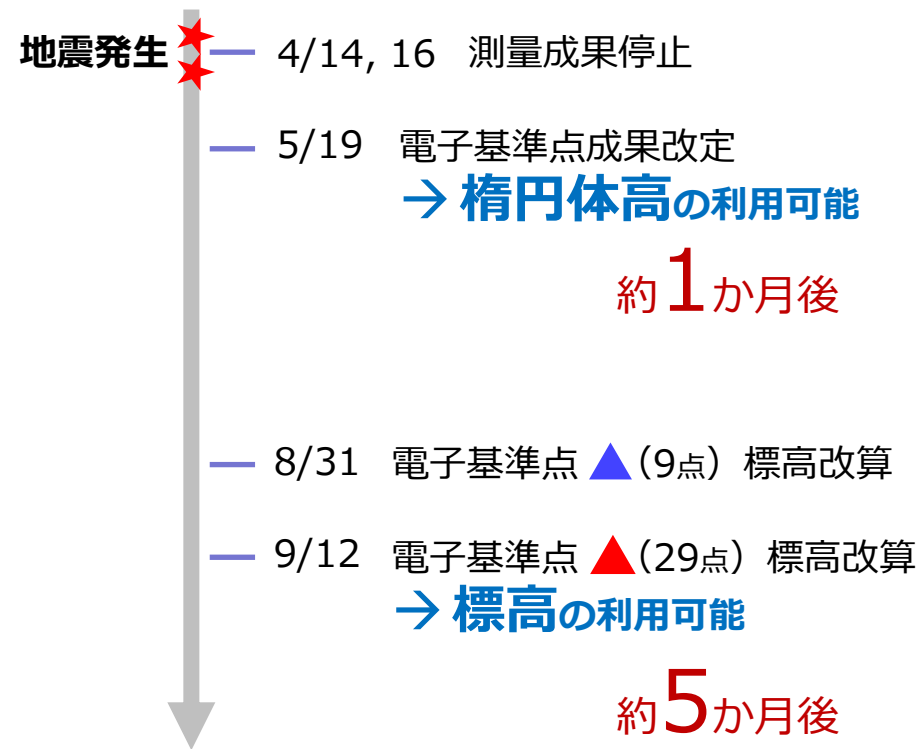 地震発生 4/14, 16 測量成果停止
5/19 電子基準点成果改定
→ 楕円体高の利用可能
約1か月後
8/31 電子基準点 ▲(9点) 標高改算
9/12 電子基準点 ▲(29点) 標高改算
→ 標高の利用可能
約5か月後